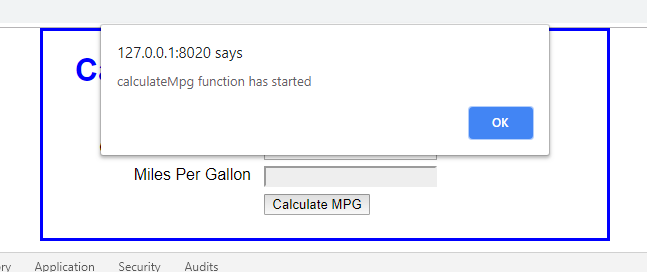 127.0.0.1:8020 says
calculateMpg function has started
OK
Miles Per Gallon
Calculate MPG
Application Security Audits